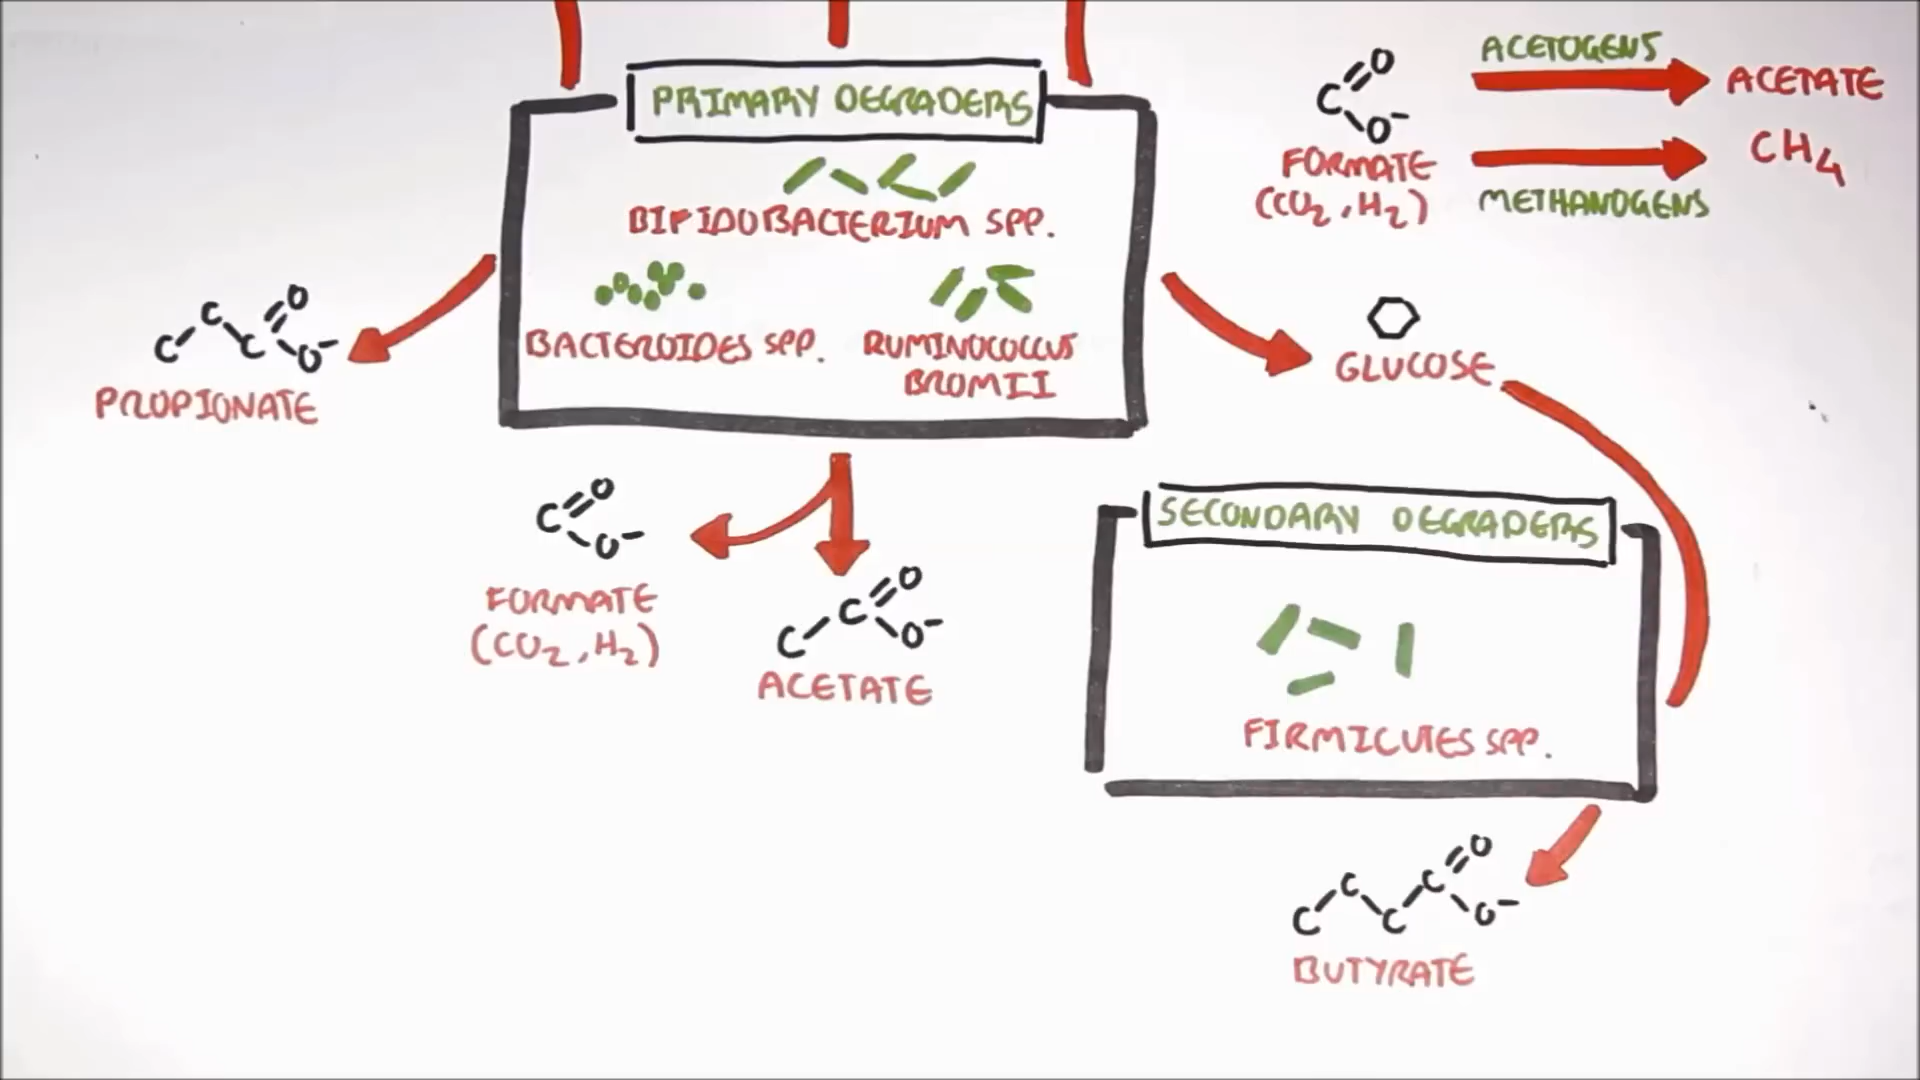 PRIMARY DEGRADERS
BIFIDOBACTERIUM SPP.
BACTEROIDES SPP.
RUMINOCOCCUS
BROMII
C=O
O-
FORMATE
(CO2, H2)
ACETOGENS
ACETATE
CH4
METHANOGENS
C C C O
O-
PROPIONATE
GLUCOSE
C O
O-
FORMATE
(CO2, H2)
C C O
O-
ACETATE
SECONDARY DEGRADERS
FIRMICUTES SPP.
C C C C O
O-
BUTYRATE